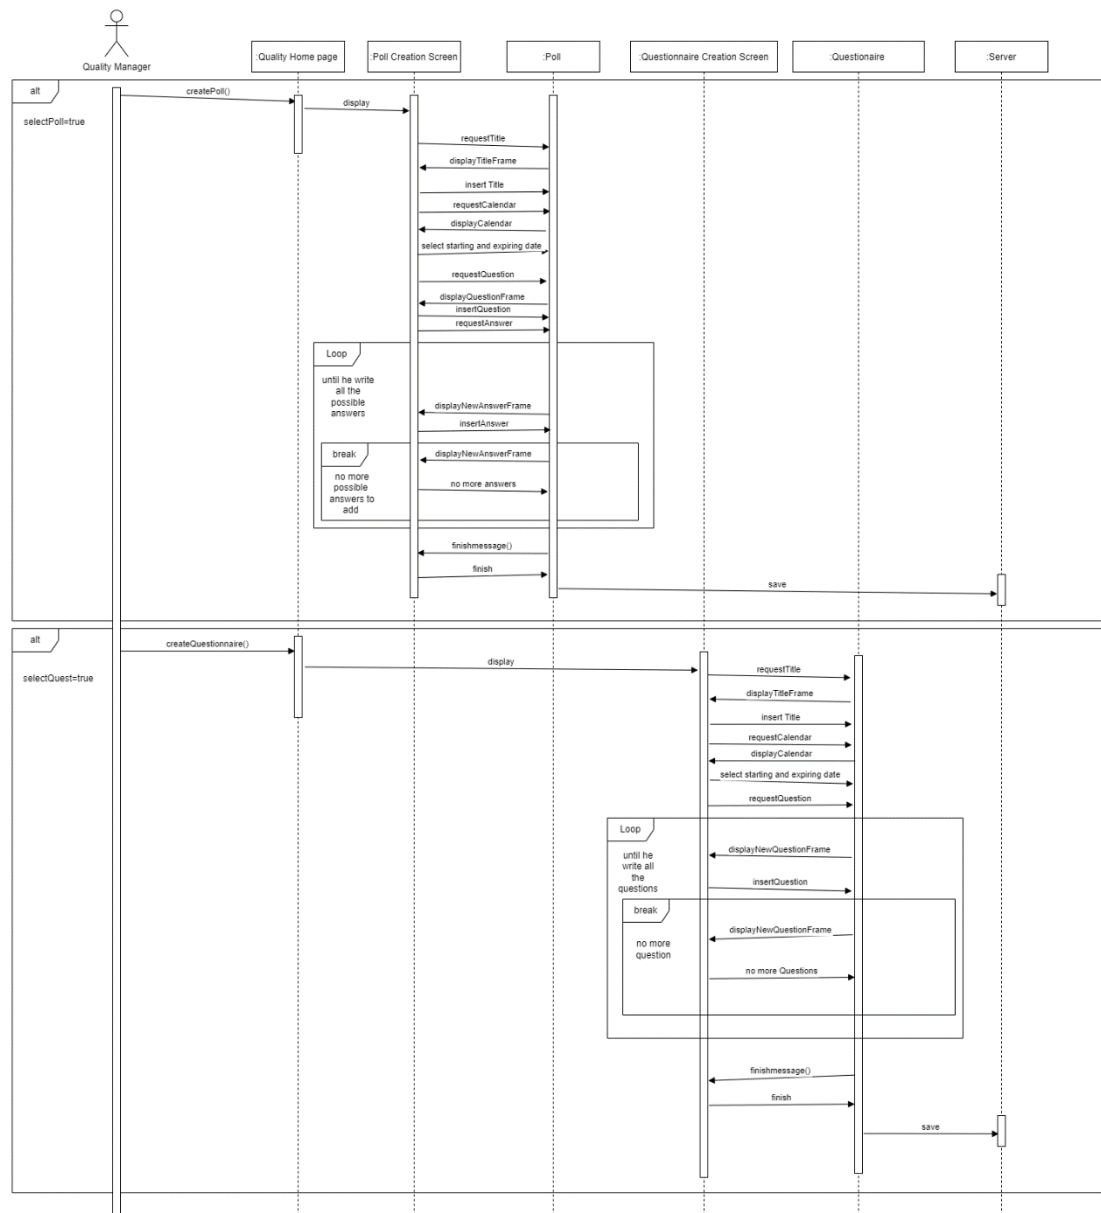 Quality Manager
:Quality Home page
:Poll Creation Screen
:Poll
:Questionnaire Creation Screen
:Questionaire
:Server
alt
selectPoll=true
createPoll()
display
requestTitle
displayTitleFrame
insert Title
requestCalendar
displayCalendar
select starting and expiring date
requestQuestion
displayQuestionFrame
insertQuestion
requestAnswer
Loop
until he write
all the
possible
answers
displayNewAnswerFrame
insertAnswer
break
no more
possible
answers to
add
displayNewAnswerFrame
no more answers
finishmessage()
finish
save
alt
selectQuest=true
createQuestionnaire()
display
requestTitle
displayTitleFrame
insert Title
requestCalendar
displayCalendar
select starting and expiring date
requestQuestion
Loop
until he
write all
the
questions
displayNewQuestionFrame
insertQuestion
break
no more
question
displayNewQuestionFrame
no more Questions
finishmessage()
finish
save